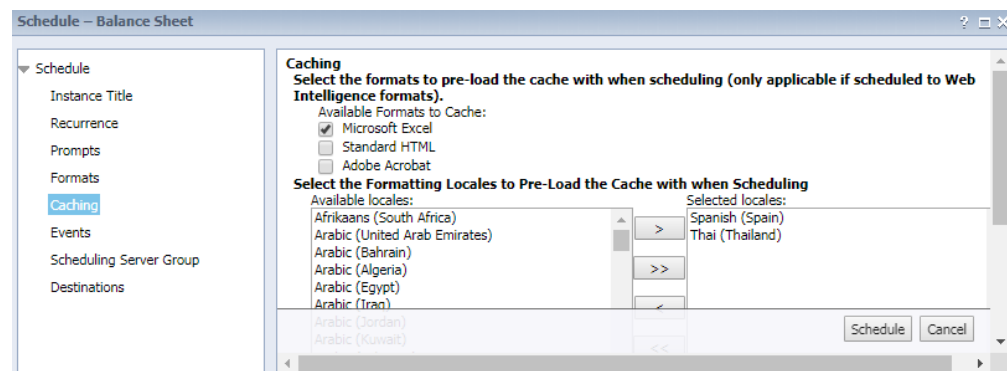 Schedule – Balance Sheet
?
Schedule
Instance Title
Recurrence
Prompts
Formats
Caching
Events
Scheduling Server Group
Destinations
Caching
Select the formats to pre-load the cache with when scheduling (only applicable if scheduled to Web
Intelligence formats).
Available Formats to Cache:
Microsoft Excel
Standard HTML
Adobe Acrobat
Select the Formatting Locales to Pre-Load the Cache with when Scheduling
Available locales:
Afrikaans (South Africa)
Arabic (United Arab Emirates)
Arabic (Bahrain)
Arabic (Algeria)
Arabic (Egypt)
Arabic (Iraq)
Arabic (Jordan)
Arabic (Kuwait)
>
>>
<
<<
Selected locales:
Spanish (Spain)
Thai (Thailand)
Schedule
Cancel